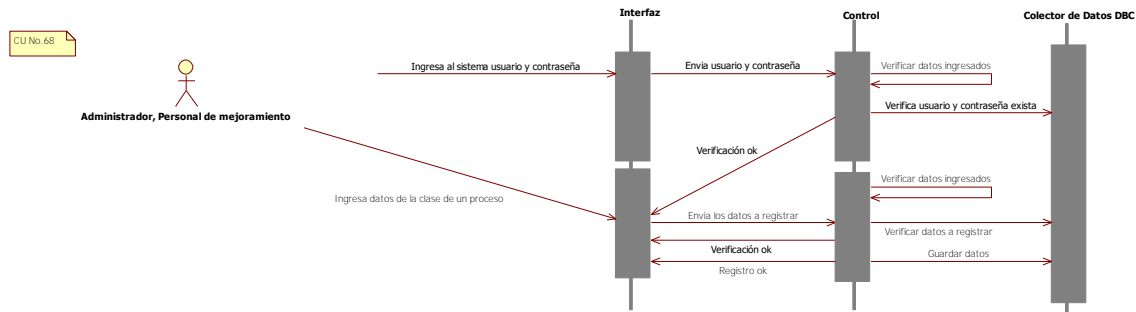 Interfaz
Control
Colector de Datos DBC
CU No.68
Administrador, Personal de mejoramiento
Ingresa al sistema usuario y contraseña
Envia usuario y contraseña
Verificar datos ingresados
Verifica usuario y contraseña exista
Verificación ok
Verificar datos ingresados
Ingresa datos de la clase de un proceso
Envia los datos a registrar
Verificar datos a registrar
Verificación ok
Guardar datos
Registro ok